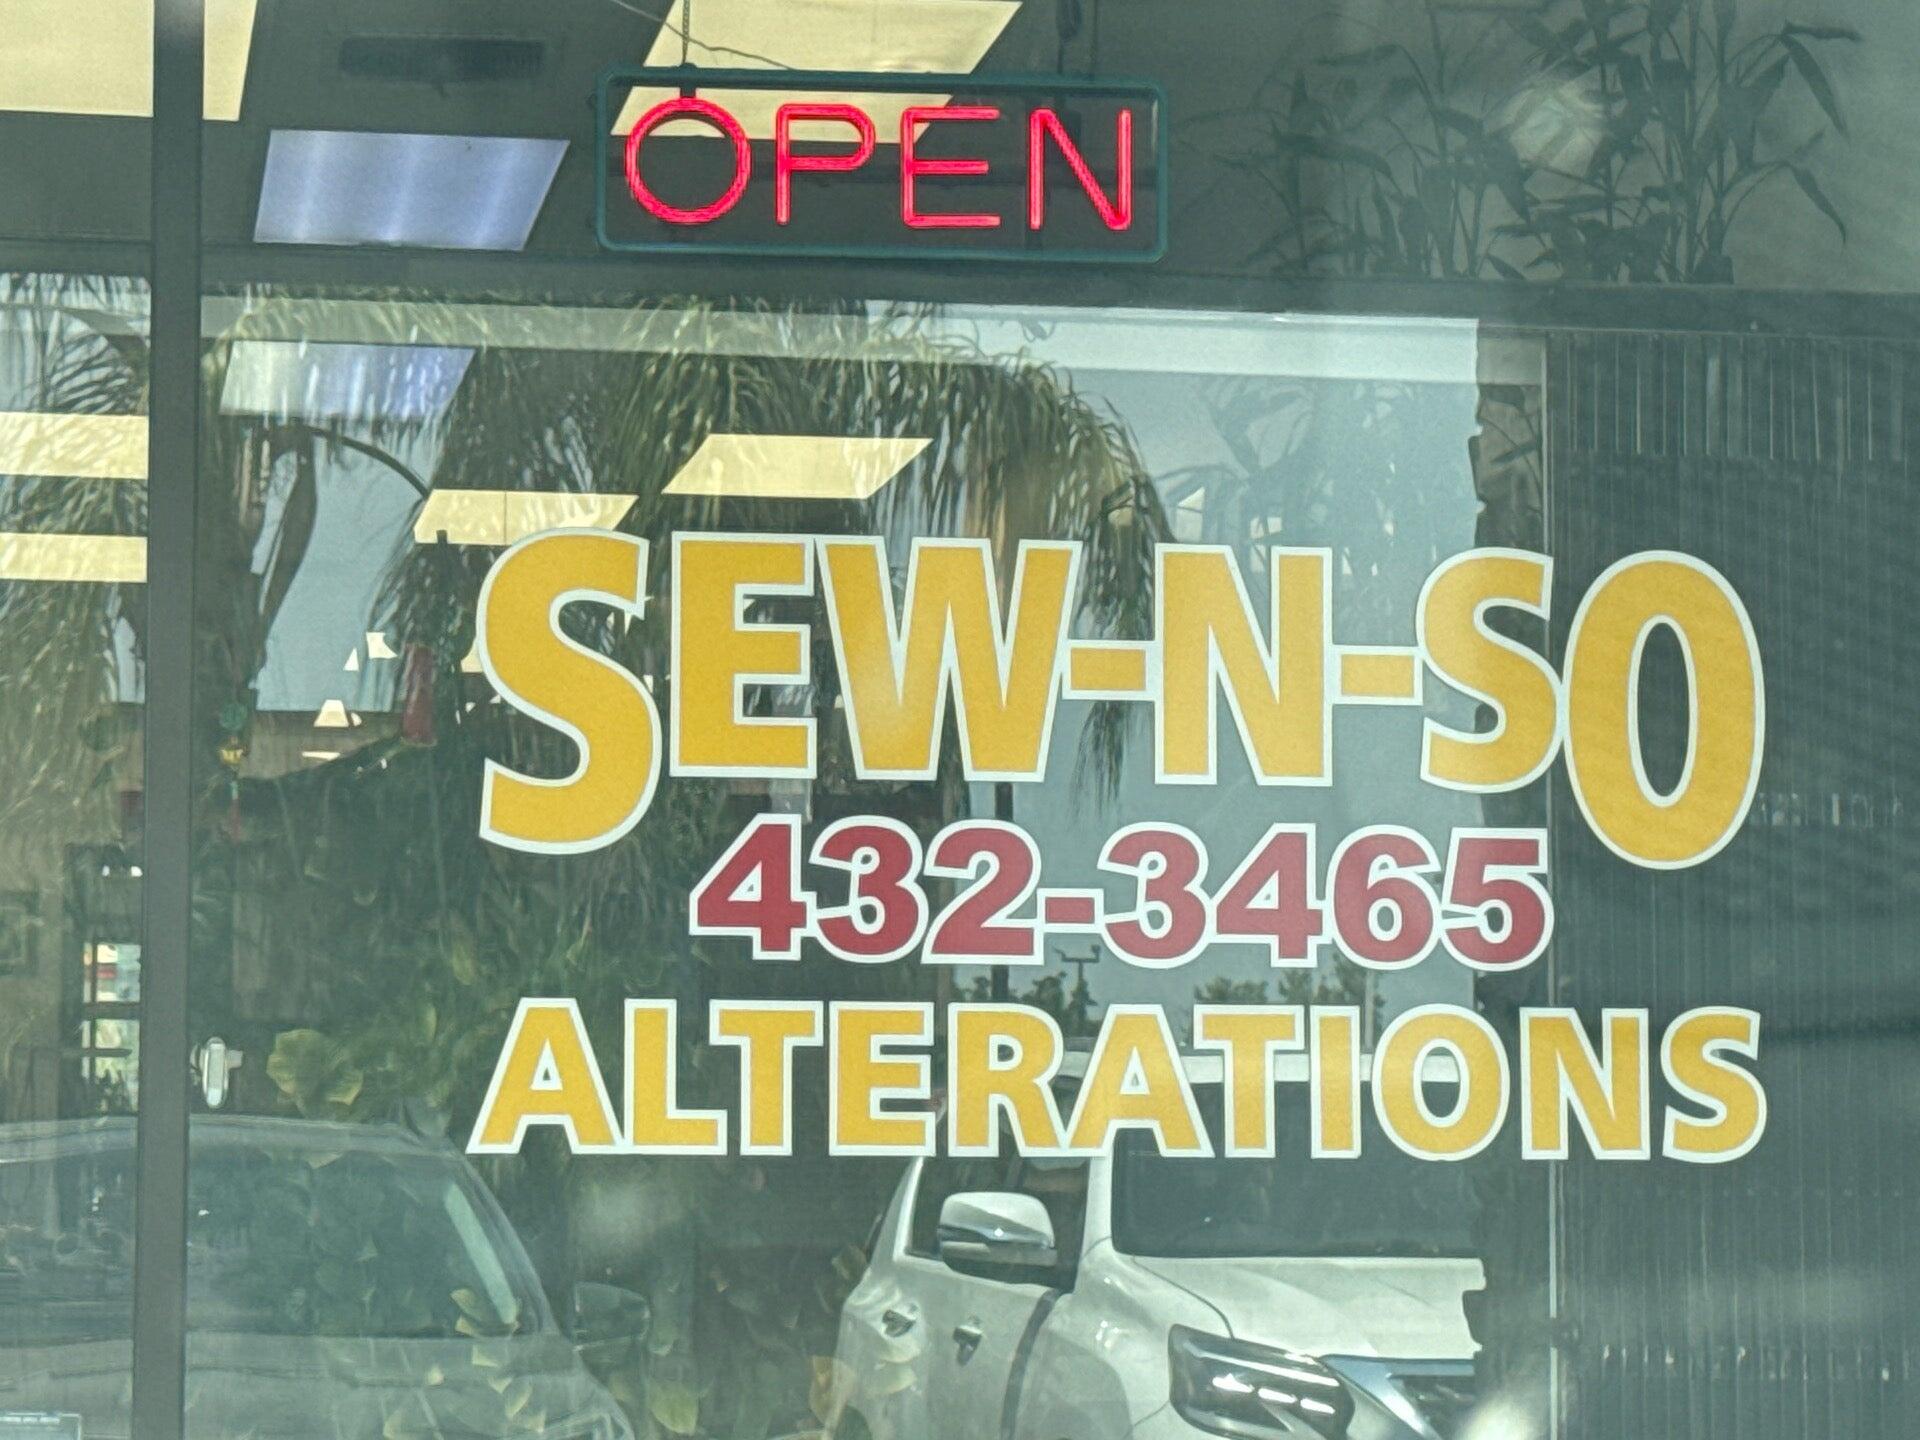 OPEN
SEW-N-SO
432-3465
ALTERATIONS